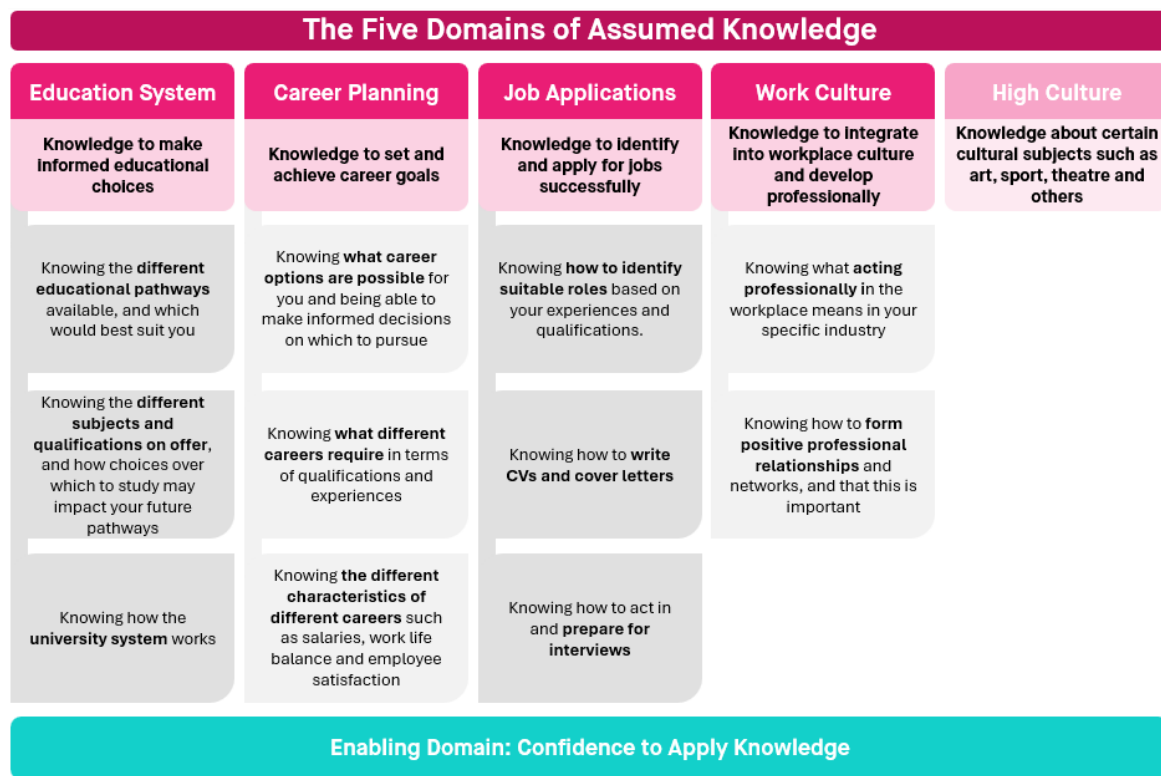 The Five Domains of Assumed Knowledge
Education System
Knowledge to make
informed educational
choices
Knowing the different
educational pathways
available, and which
would best suit you
Knowing the different
subjects and
qualifications on offer,
and how choices over
which to study may
impact your future
pathways
Knowing how the
university system works
Career Planning
Knowledge to set and
achieve career goals
Knowing what career
options are possible for
you and being able to
make informed decisions
on which to pursue
Knowing what different
careers require in terms
of qualifications and
experiences
Knowing the different
characteristics of
different careers such
as salaries, work life
balance and employee
satisfaction
Job Applications
Knowledge to identify
and apply for jobs
successfully
Knowing how to identify
suitable roles based on
your experiences and
qualifications.
Knowing how to write
CVs and cover letters
Knowing how to act in
and prepare for
interviews
Work Culture
Knowledge to integrate
into workplace culture
and develop
professionally
Knowing what acting
professionally in the
workplace means in your
specific industry
Knowing how to form
positive professional
relationships and
networks, and that this is
important
High Culture
Knowledge about certain
cultural subjects such as
art, sport, theatre and
others
Enabling Domain: Confidence to Apply Knowledge